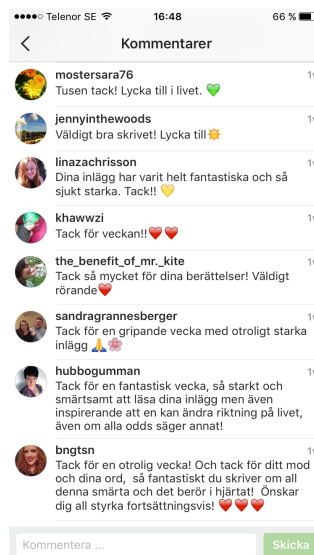 Telenor SE 16:48 66 %
Kommentarer
mostersara76 1v
Tusen tack! Lycka till i livet. 💚
jennyinthewoods
Väldigt bra skrivet! Lycka till☀️
linazachrisson
Dina inlägg har varit helt fantastiska och så
sjukt starka. Tack!! 💛
khawwzi
Tack för veckan!!❤️❤️
the_benefit_of_mr._kite
Tack så mycket för dina berättelser! Väldigt
rörande❤️
sandragrannesberger
Tack för en gripande vecka med otroligt starka
inlägg 🙏🌸
hubbogumman
Tack för en fantastisk vecka, så starkt och
smärtsamt att läsa dina inlägg men även
inspirerande att en kan ändra riktning på livet,
även om alla odds säger annat!
bngtsn
Tack för en otrolig vecka! Och tack för ditt mod
och dina ord, så fantastiskt du skriver om all
denna smärta och det berör i hjärtat! Önskar
dig all styrka fortsättningsvis! ❤️ ❤️ ❤️
Kommentera ... Skicka